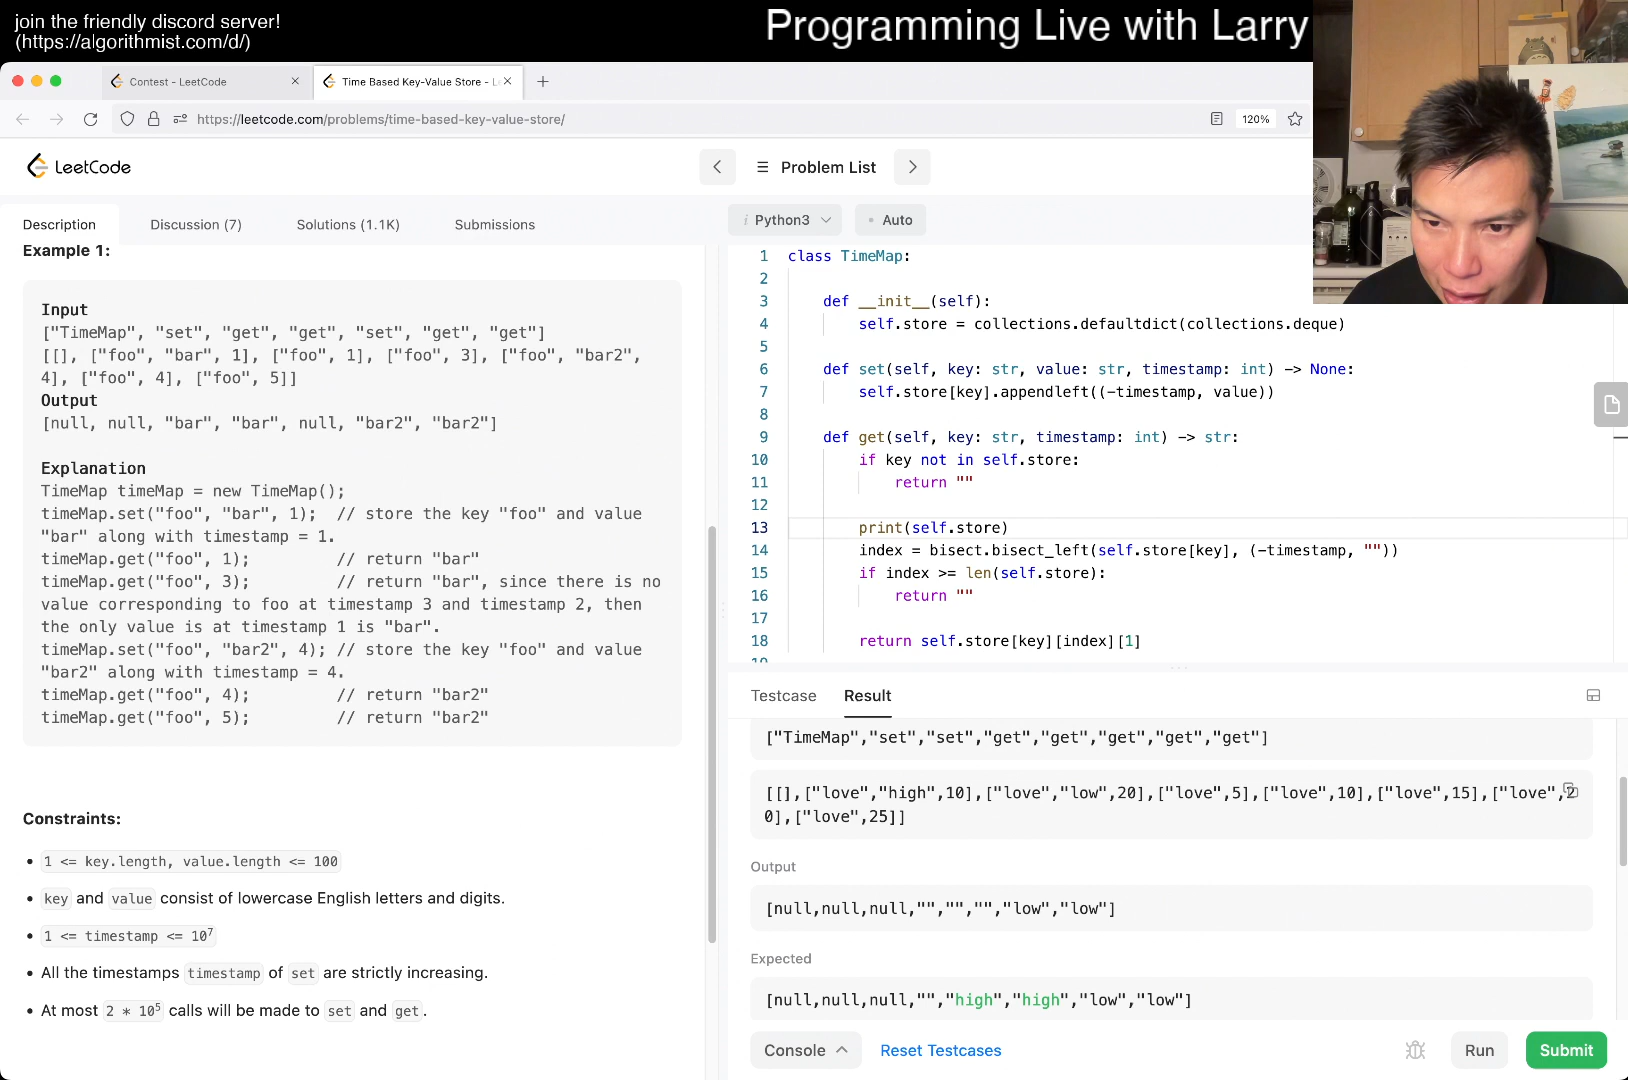 join the friendly discord server!
(https://algorithmist.com/d/)
Programming Live with Larry
Contest - LeetCode
Time Based Key-Value Store - L
https://leetcode.com/problems/time-based-key-value-store/
120%
LeetCode
Problem List
Description
Discussion (7)
Solutions (1.1K)
Submissions
i Python3
• Auto
Example 1:
Input
["TimeMap", "set", "get", "get", "set", "get", "get"]
[[], ["foo", "bar", 1], ["foo", 1], ["foo", 3], ["foo", "bar2",
4], ["foo", 4], ["foo", 5]]
Output
[null, null, "bar", "bar", null, "bar2", "bar2"]
Explanation
TimeMap timeMap = new TimeMap();
timeMap.set("foo", "bar", 1);  // store the key "foo" and value
"bar" along with timestamp = 1.
timeMap.get("foo", 1);         // return "bar"
timeMap.get("foo", 3);         // return "bar", since there is no
value corresponding to foo at timestamp 3 and timestamp 2, then
the only value is at timestamp 1 is "bar".
timeMap.set("foo", "bar2", 4); // store the key "foo" and value
"bar2" along with timestamp = 4.
timeMap.get("foo", 4);         // return "bar2"
timeMap.get("foo", 5);         // return "bar2"
Constraints:
• 1 <= key.length, value.length <= 100
• key and value consist of lowercase English letters and digits.
• 1 <= timestamp <= 10⁷
• All the timestamps timestamp of set are strictly increasing.
• At most 2 * 10⁵ calls will be made to set and get.
1 class TimeMap:
2
3     def __init__(self):
4         self.store = collections.defaultdict(collections.deque)
5
6     def set(self, key: str, value: str, timestamp: int) -> None:
7         self.store[key].appendleft((-timestamp, value))
8
9     def get(self, key: str, timestamp: int) -> str:
10         if key not in self.store:
11             return ""
12
13         print(self.store)
14         index = bisect.bisect_left(self.store[key], (-timestamp, ""))
15         if index >= len(self.store):
16             return ""
17
18         return self.store[key][index][1]
19
Testcase
Result
["TimeMap","set","set","get","get","get","get","get"]
[[],["love","high",10],["love","low",20],["love",5],["love",10],["love",15],["love",2
0],["love",25]]
Output
[null,null,null,"","","","low","low"]
Expected
[null,null,null,"","high","high","low","low"]
Console
Reset Testcases
Run
Submit